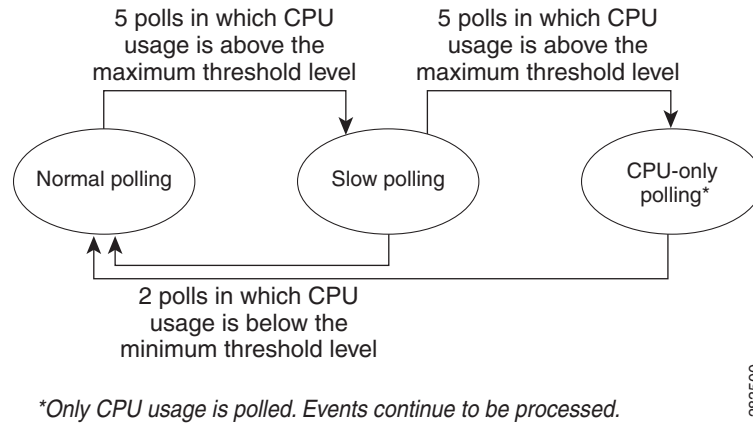 5 polls in which CPU
usage is above the
maximum threshold level
5 polls in which CPU
usage is above the
maximum threshold level
Normal polling
Slow polling
CPU-only
polling*
2 polls in which CPU
usage is below the
minimum threshold level
*Only CPU usage is polled. Events continue to be processed.